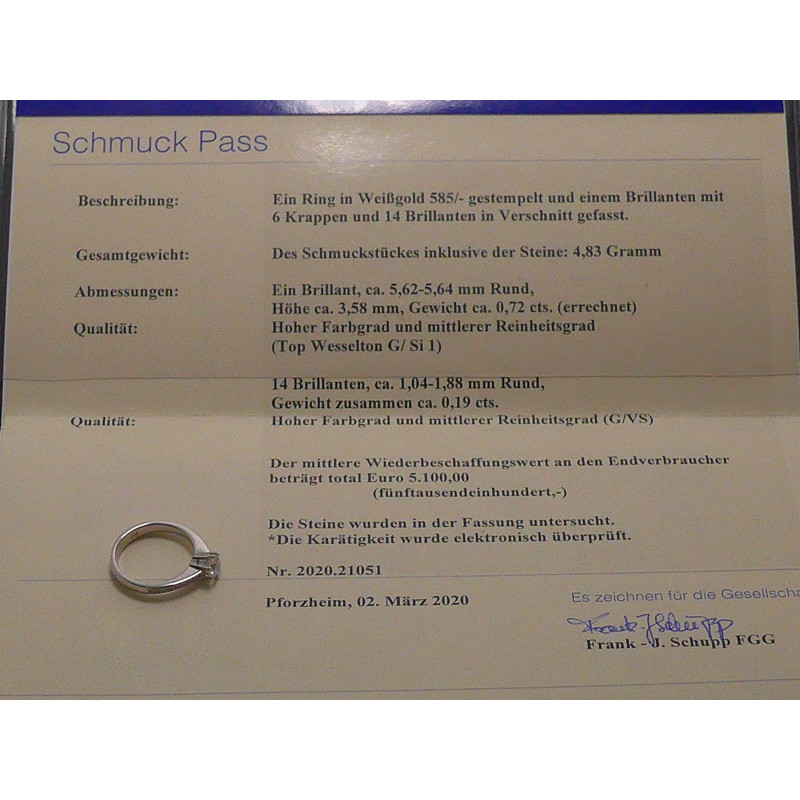 Schmuck Pass
Beschreibung: Ein Ring in Weißgold 585/- gestempelt und einem Brillanten mit
6 Krappen und 14 Brillanten in Verschnitt gefasst.
Gesamtgewicht: Des Schmuckstückes inklusive der Steine: 4,83 Gramm
Abmessungen: Ein Brillant, ca. 5,62-5,64 mm Rund,
Höhe ca. 3,58 mm, Gewicht ca. 0,72 cts. (errechnet)
Qualität: Hoher Farbgrad und mittlerer Reinheitsgrad
(Top Wesselton G/ Si 1)
14 Brillanten, ca. 1,04-1,88 mm Rund,
Gewicht zusammen ca. 0,19 cts.
Qualität: Hoher Farbgrad und mittlerer Reinheitsgrad (G/VS)
Der mittlere Wiederbeschaffungswert an den Endverbraucher
beträgt total Euro 5.100,00
(fünftausendeinhundert,-)
Die Steine wurden in der Fassung untersucht.
*Die Karätigkeit wurde elektronisch überprüft.
Nr. 2020.21051
Pforzheim, 02. März 2020
Es zeichnen für die Gesellscha
Frank J Schupp
Frank - J. Schupp FGG